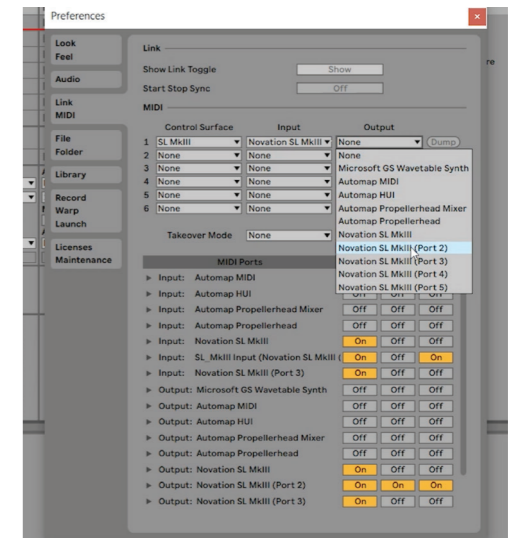 Preferences
Look
Feel
Audio
Link
MIDI
File
Folder
Library
Record
Warp
Launch
Licenses
Maintenance
Link
Show Link Toggle Show
Start Stop Sync Off
MIDI
Control Surface Input Output
1 SL MkIII Novation SL MkIII None Dump
2 None None
3 None None
4 None None
5 None None
6 None None
None
Microsoft GS Wavetable Synth
Automap MIDI
Automap HUI
Automap Propellerhead Mixer
Automap Propellerhead
Novation SL MkIII
Novation SL MkIII (Port 2)
Novation SL MkIII (Port 3)
Novation SL MkIII (Port 4)
Novation SL MkIII (Port 5)
Takeover Mode None
MIDI Ports
Input: Automap MIDI
Input: Automap HUI Off Off Off
Input: Automap Propellerhead Mixer Off Off Off
Input: Automap Propellerhead Off Off Off
Input: Novation SL MkIII On Off Off
Input: SL_MkIII Input (Novation SL MkIII ( On Off On
Input: Novation SL MkIII (Port 3) On Off Off
Output: Microsoft GS Wavetable Synth Off Off Off
Output: Automap MIDI Off Off Off
Output: Automap HUI Off Off Off
Output: Automap Propellerhead Mixer Off Off Off
Output: Automap Propellerhead Off Off Off
Output: Novation SL MkIII On Off Off
Output: Novation SL MkIII (Port 2) On On On
Output: Novation SL MkIII (Port 3) On Off Off
re